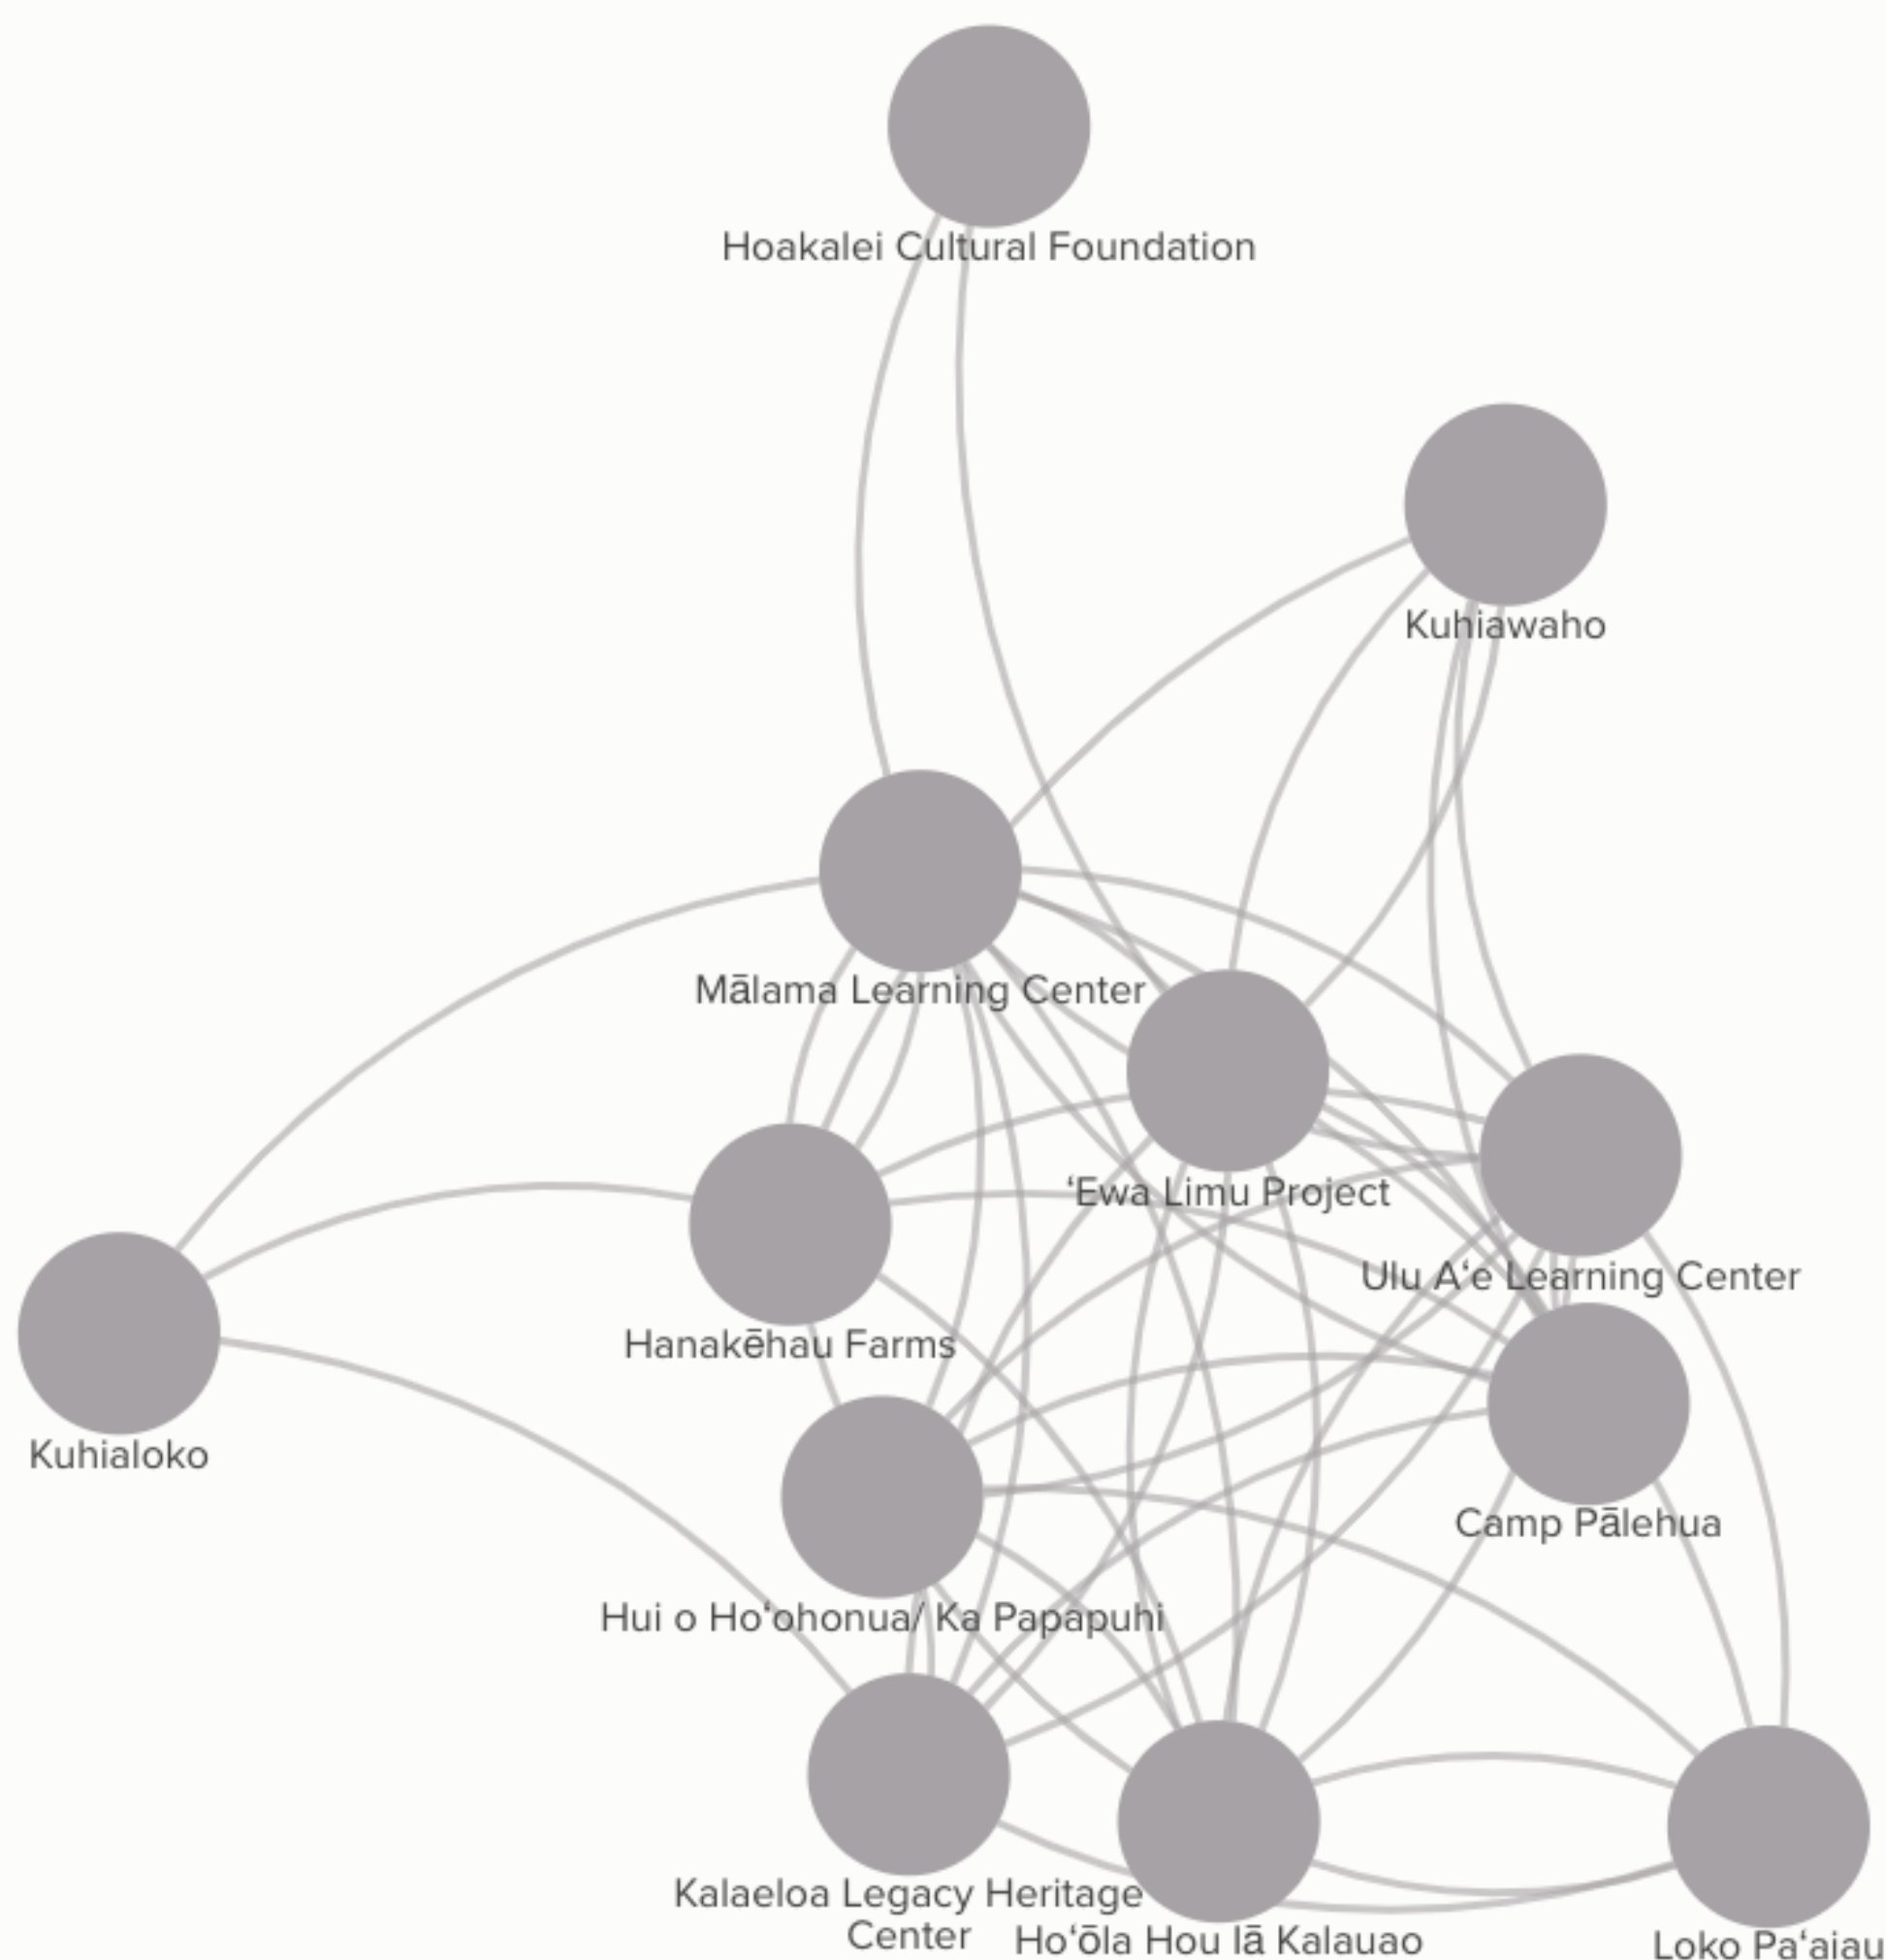 Hoakalei Cultural Foundation
Kuhiawaho
Mālama Learning Center
ʻEwa Limu Project
Ulu Aʻe Learning Center
Hanakēhau Farms
Kuhialoko
Camp Pālehua
Hui o Hoʻohonua/ Ka Papapuhi
Kalaeloa Legacy Heritage
Center
Hoʻōla Hou Iā Kalauao
Loko Paʻaiau